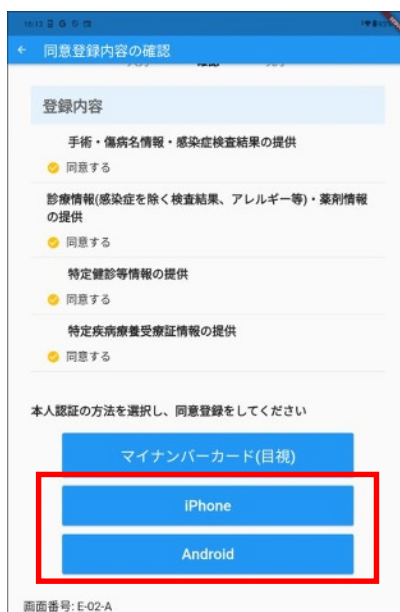 16:13
同意登録内容の確認
確認
登録内容
手術・傷病名情報・感染症検査結果の提供
同意する
診療情報(感染症を除く検査結果、アレルギー等)・薬剤情報
の提供
同意する
特定健診等情報の提供
同意する
特定疾病療養受療証情報の提供
同意する
本人認証の方法を選択し、同意登録をしてください
マイナンバーカード(目視)
iPhone
Android
画面番号: E-02-A